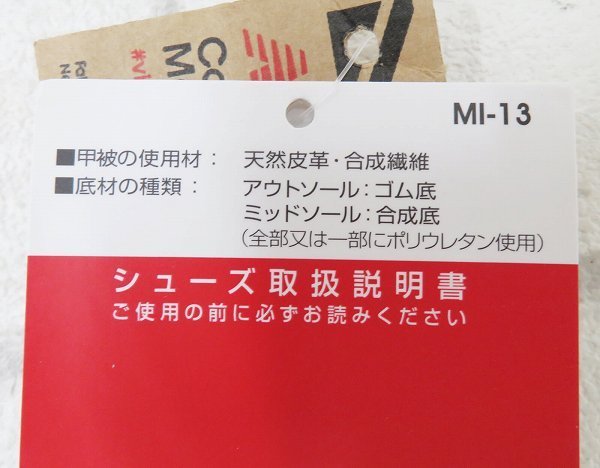 MI-13
■甲被の使用材： 天然皮革・合成繊維
■底材の種類： アウトソール：ゴム底
ミッドソール：合成底
（全部又は一部にポリウレタン使用）
シューズ取扱説明書
ご使用の前に必ずお読みください